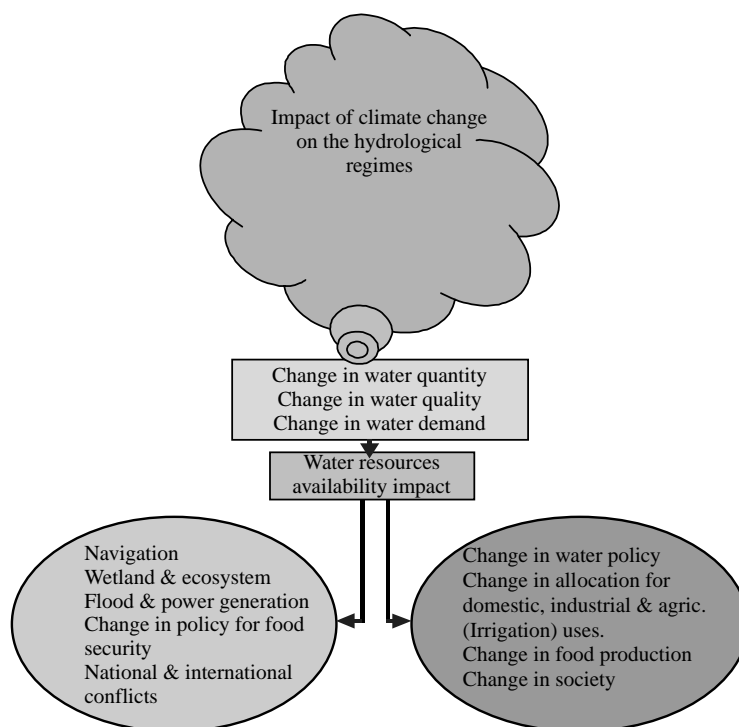 Impact of climate change
on the hydrological
regimes
Change in water quantity
Change in water quality
Change in water demand
Water resources
availability impact
Navigation
Wetland & ecosystem
Flood & power generation
Change in policy for food
security
National & international
conflicts
Change in water policy
Change in allocation for
domestic, industrial & agric.
(Irrigation) uses.
Change in food production
Change in society